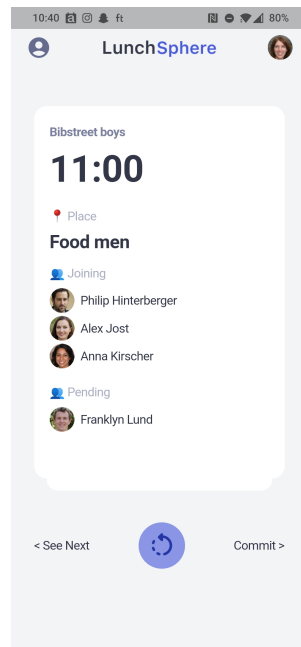 10:40 ft 80%
LunchSphere
Bibstreet boys
11:00
Place
Food men
Joining
Philip Hinterberger
Alex Jost
Anna Kirscher
Pending
Franklyn Lund
< See Next Commit >